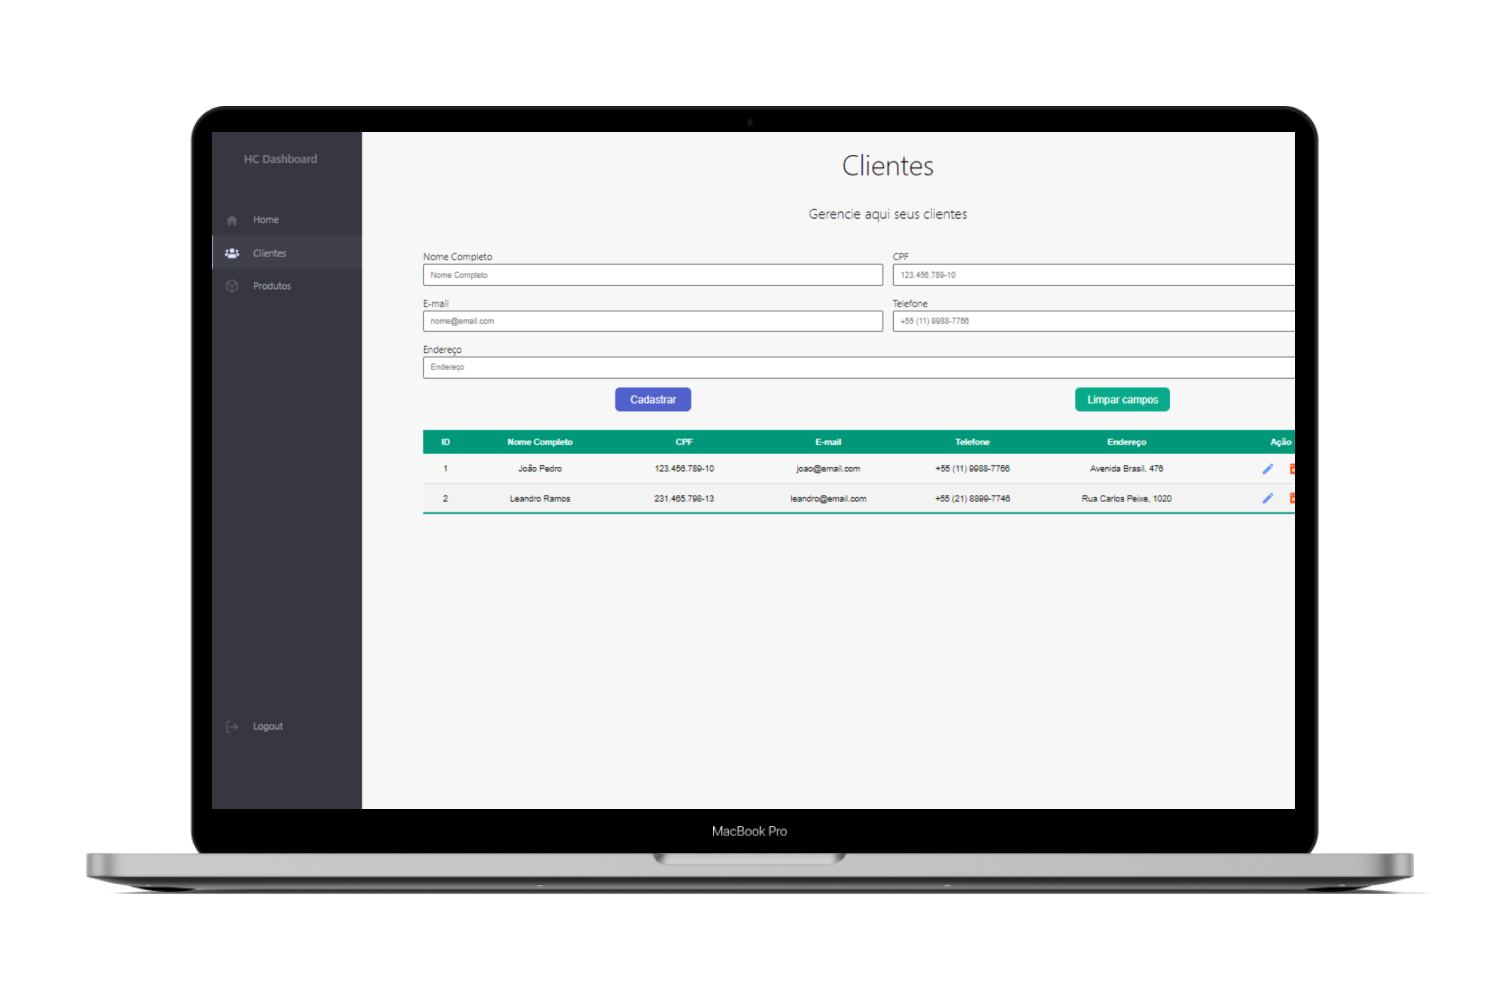 HC Dashboard
Home
Clientes
Produtos
Logout
Clientes
Gerencie aqui seus clientes
Nome Completo CPF
Nome Completo 123.456.789-10
E-mail Telefone
nome@email.com +55 (11) 9988-7766
Endereço
Endereço
Cadastrar Limpar campos
ID Nome Completo CPF E-mail Telefone Endereço Ação
1 João Pedro 123.456.789-10 joao@email.com +55 (11) 9988-7766 Avenida Brasil, 476
2 Leandro Ramos 231.465.798-13 leandro@email.com +55 (21) 8899-7746 Rua Carlos Peixe, 1020
MacBook Pro